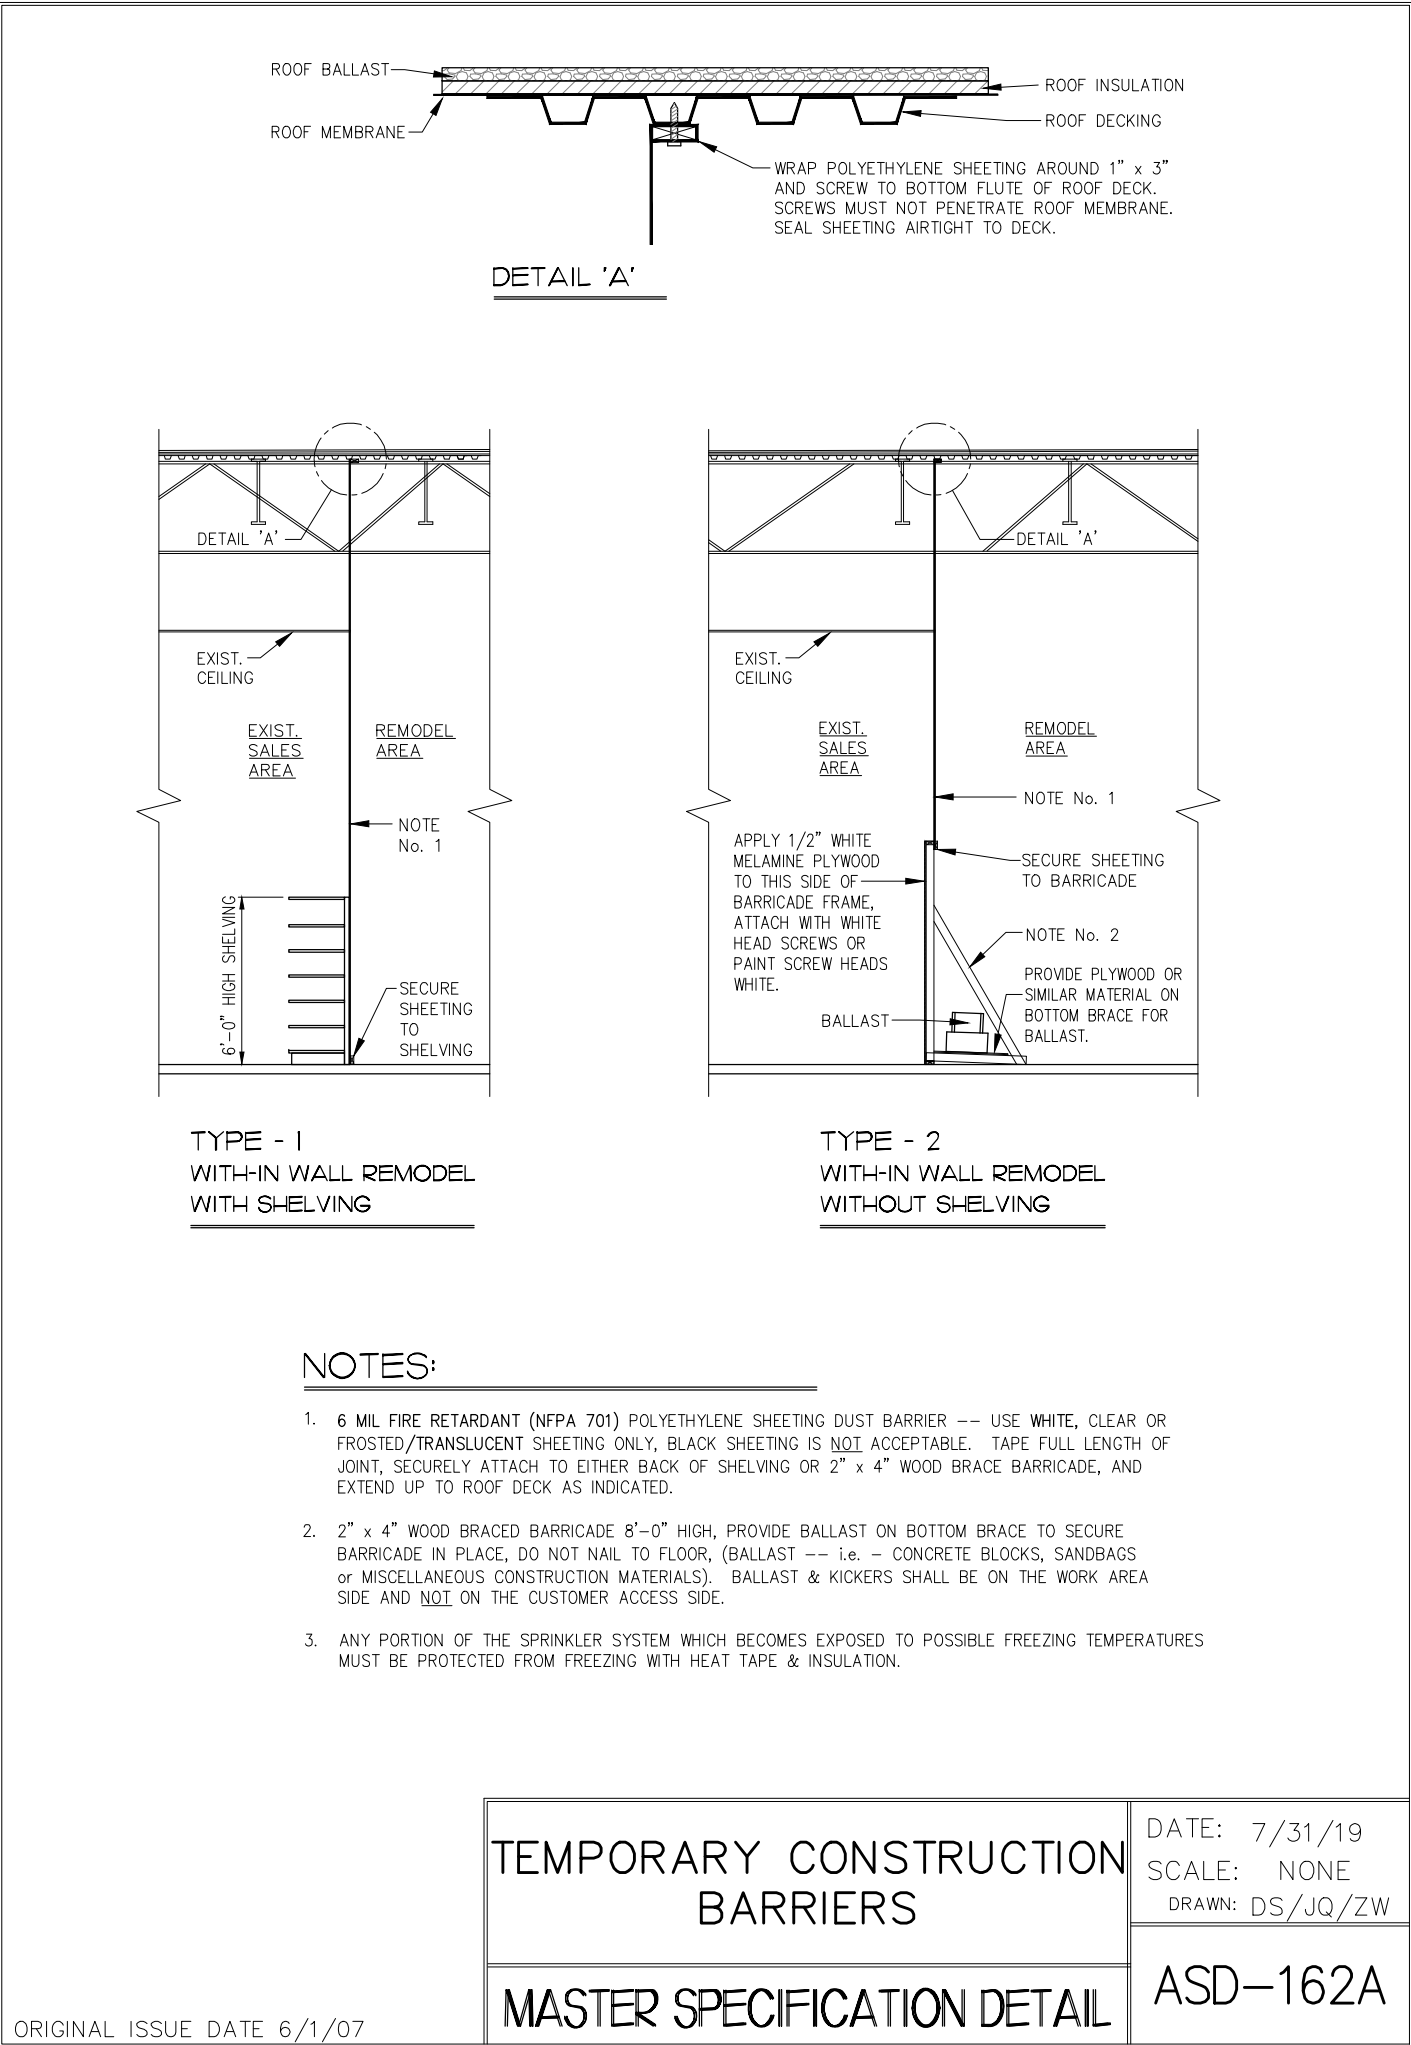 ROOF BALLAST
ROOF MEMBRANE
ROOF INSULATION
ROOF DECKING
WRAP POLYETHYLENE SHEETING AROUND 1" x 3"
AND SCREW TO BOTTOM FLUTE OF ROOF DECK.
SCREWS MUST NOT PENETRATE ROOF MEMBRANE.
SEAL SHEETING AIRTIGHT TO DECK.
DETAIL 'A'
DETAIL 'A'
EXIST.
CEILING
EXIST.
SALES
AREA
REMODEL
AREA
NOTE
No. 1
6'-0" HIGH SHELVING
SECURE
SHEETING
TO
SHELVING
TYPE - 1
WITH-IN WALL REMODEL
WITH SHELVING
DETAIL 'A'
EXIST.
CEILING
EXIST.
SALES
AREA
REMODEL
AREA
NOTE No. 1
APPLY 1/2" WHITE
MELAMINE PLYWOOD
TO THIS SIDE OF
BARRICADE FRAME,
ATTACH WITH WHITE
HEAD SCREWS OR
PAINT SCREW HEADS
WHITE.
SECURE SHEETING
TO BARRICADE
NOTE No. 2
PROVIDE PLYWOOD OR
SIMILAR MATERIAL ON
BOTTOM BRACE FOR
BALLAST.
BALLAST
TYPE - 2
WITH-IN WALL REMODEL
WITHOUT SHELVING
NOTES:
1. 6 MIL FIRE RETARDANT (NFPA 701) POLYETHYLENE SHEETING DUST BARRIER -- USE WHITE, CLEAR OR
FROSTED/TRANSLUCENT SHEETING ONLY, BLACK SHEETING IS NOT ACCEPTABLE. TAPE FULL LENGTH OF
JOINT, SECURELY ATTACH TO EITHER BACK OF SHELVING OR 2" x 4" WOOD BRACE BARRICADE, AND
EXTEND UP TO ROOF DECK AS INDICATED.
2. 2" x 4" WOOD BRACED BARRICADE 8'-0" HIGH, PROVIDE BALLAST ON BOTTOM BRACE TO SECURE
BARRICADE IN PLACE, DO NOT NAIL TO FLOOR, (BALLAST -- i.e. - CONCRETE BLOCKS, SANDBAGS
or MISCELLANEOUS CONSTRUCTION MATERIALS). BALLAST & KICKERS SHALL BE ON THE WORK AREA
SIDE AND NOT ON THE CUSTOMER ACCESS SIDE.
3. ANY PORTION OF THE SPRINKLER SYSTEM WHICH BECOMES EXPOSED TO POSSIBLE FREEZING TEMPERATURES
MUST BE PROTECTED FROM FREEZING WITH HEAT TAPE & INSULATION.
TEMPORARY CONSTRUCTION
BARRIERS
MASTER SPECIFICATION DETAIL
DATE: 7/31/19
SCALE: NONE
DRAWN: DS/JQ/ZW
ASD-162A
ORIGINAL ISSUE DATE 6/1/07